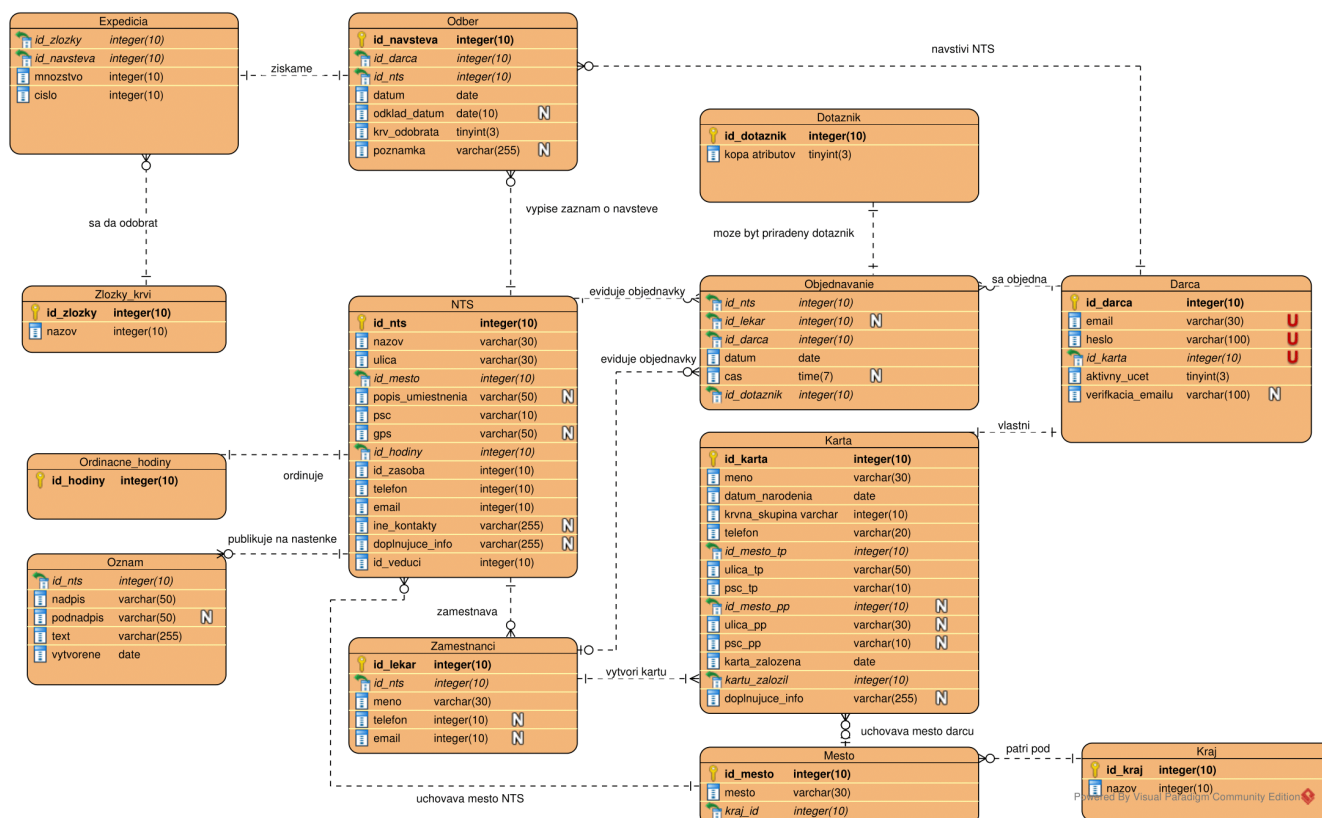 Expedicia
id_zlozky integer(10)
id_navsteva integer(10)
mnozstvo integer(10)
cislo integer(10)
ziskame
Odber
id_navsteva integer(10)
id_darca integer(10)
id_nts integer(10)
datum date
odklad_datum date(10) N
krv_odobrata tinyint(3)
poznamka varchar(255) N
navstivi NTS
Dotaznik
id_dotaznik integer(10)
kopa atributov tinyint(3)
sa da odobrat
vypise zaznam o navsteve
moze byt priradeny dotaznik
Zlozky_krvi
id_zlozky integer(10)
nazov integer(10)
NTS
id_nts integer(10)
nazov varchar(30)
ulica varchar(30)
id_mesto integer(10)
popis_umiestnenia varchar(50) N
psc varchar(10)
gps varchar(50) N
id_hodiny integer(10)
id_zasoba integer(10)
telefon integer(10)
email integer(10)
ine_kontakty varchar(255) N
doplnujuce_info varchar(255) N
id_veduci integer(10)
eviduje objednavky
eviduje objednavky
Objednavanie
id_nts integer(10)
id_lekar integer(10) N
id_darca integer(10)
datum date
cas time(7) N
id_dotaznik integer(10)
sa objedna
Darca
id_darca integer(10)
email varchar(30) U
heslo varchar(100) U
id_karta integer(10) U
aktivny_ucet tinyint(3)
verifkacia_emailu varchar(100) N
vlastni
Ordinacne_hodiny
id_hodiny integer(10)
ordinuje
publikuje na nastenke
Oznam
id_nts integer(10)
nadpis varchar(50)
podnadpis varchar(50) N
text varchar(255)
vytvorene date
Karta
id_karta integer(10)
meno varchar(30)
datum_narodenia date
krvna_skupina varchar integer(10)
telefon varchar(20)
id_mesto_tp integer(10)
ulica_tp varchar(50)
psc_tp varchar(10)
id_mesto_pp integer(10) N
ulica_pp varchar(30) N
psc_pp varchar(10) N
karta_zalozena date
kartu_zalozil integer(10)
doplnujuce_info varchar(255) N
zamestnava
Zamestnanci
id_lekar integer(10)
id_nts integer(10)
meno varchar(30)
telefon integer(10) N
email integer(10) N
vytvori kartu
uchovava mesto darcu
uchovava mesto NTS
Mesto
id_mesto integer(10)
mesto varchar(30)
kraj_id integer(10)
patri pod
Kraj
id_kraj integer(10)
nazov integer(10)
Powered By Visual Paradigm Community Edition